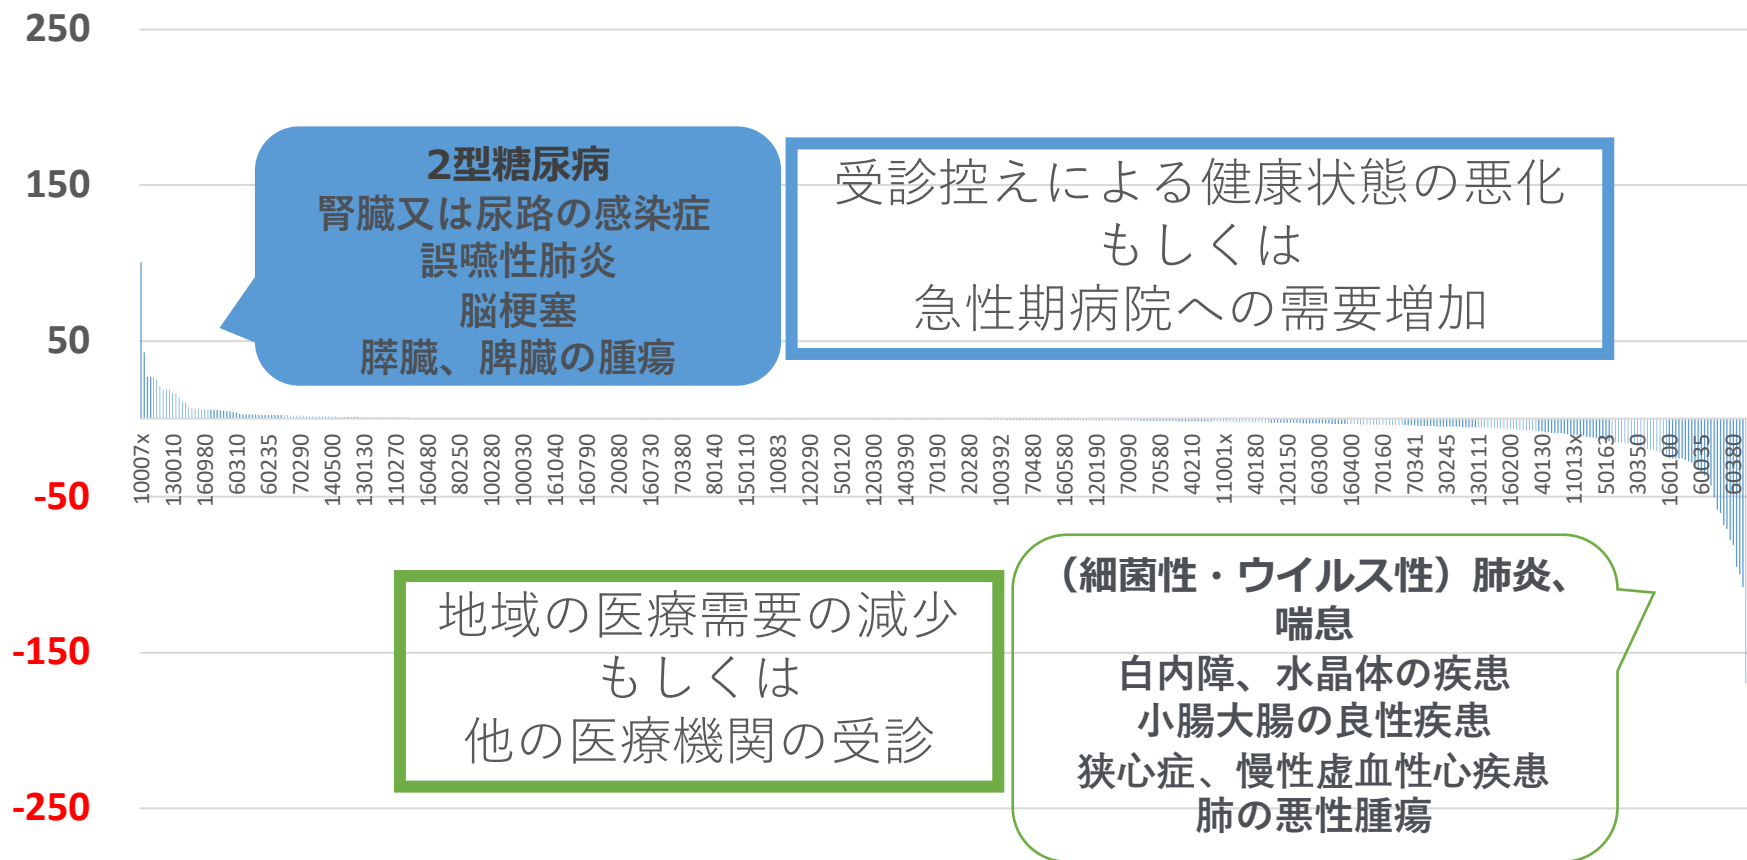 250
150
50
-50
-150
-250
2型糖尿病
腎臓又は尿路の感染症
誤嚥性肺炎
脳梗塞
膵臓、脾臓の腫瘍
受診控えによる健康状態の悪化
もしくは
急性期病院への需要増加
10007x
130010
160980
60310
60235
70290
140500
130130
110270
160480
80250
100280
100030
161040
160790
20080
160730
70380
80140
150110
10083
120290
50120
120300
140390
70190
20280
100392
70480
160580
120190
70090
70580
40210
11001x
40180
120150
60300
160400
70160
70341
30245
130111
160200
40130
11013x
50163
30350
160100
60035
60380
地域の医療需要の減少
もしくは
他の医療機関の受診
（細菌性・ウイルス性）肺炎、
喘息
白内障、水晶体の疾患
小腸大腸の良性疾患
狭心症、慢性虚血性心疾患
肺の悪性腫瘍